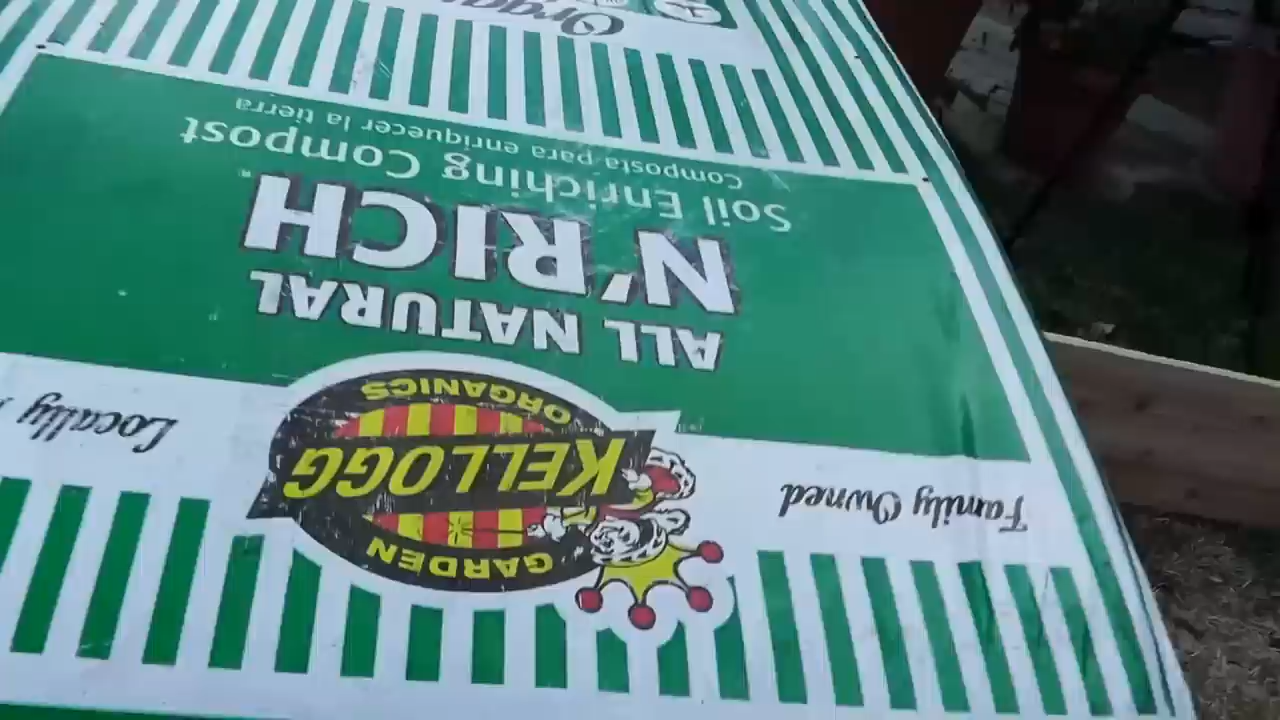 Family Owned
Locally
GARDEN
KELLOGG
ORGANICS
ALL NATURAL
N' RICH
Soil Enriching Compost
Composta para enriquecer la tierra